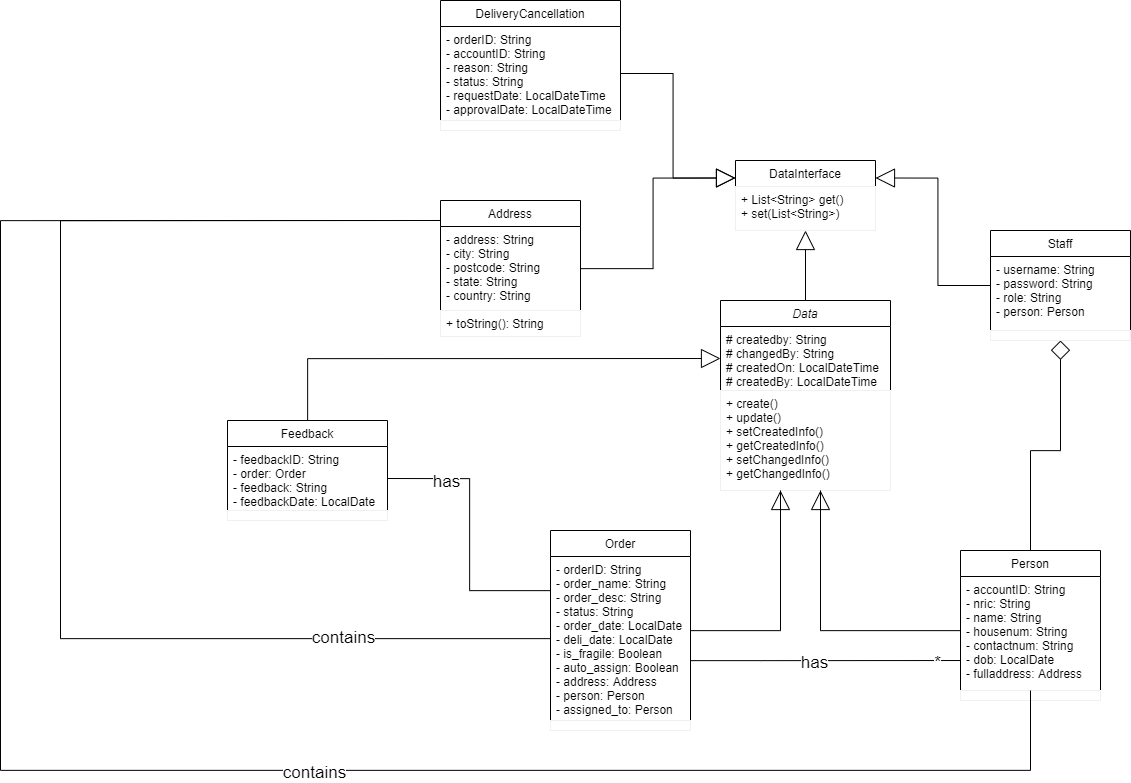 DeliveryCancellation
- orderID: String
- accountID: String
- reason: String
- status: String
- requestDate: LocalDateTime
- approvalDate: LocalDateTime
DataInterface
+ List<String> get()
+ set(List<String>)
Address
- address: String
- city: String
- postcode: String
- state: String
- country: String
+ toString(): String
Staff
- username: String
- password: String
- role: String
- person: Person
Data
# createdby: String
# changedBy: String
# createdOn: LocalDateTime
# createdBy: LocalDateTime
+ create()
+ update()
+ setCreatedInfo()
+ getCreatedInfo()
+ setChangedInfo()
+ getChangedInfo()
Feedback
- feedbackID: String
- order: Order
- feedback: String
- feedbackDate: LocalDate
has
Order
- orderID: String
- order_name: String
- order_desc: String
- status: String
- order_date: LocalDate
- deli_date: LocalDate
- is_fragile: Boolean
- auto_assign: Boolean
- address: Address
- person: Person
- assigned_to: Person
contains
has
*
Person
- accountID: String
- nric: String
- name: String
- housenum: String
- contactnum: String
- dob: LocalDate
- fulladdress: Address
contains